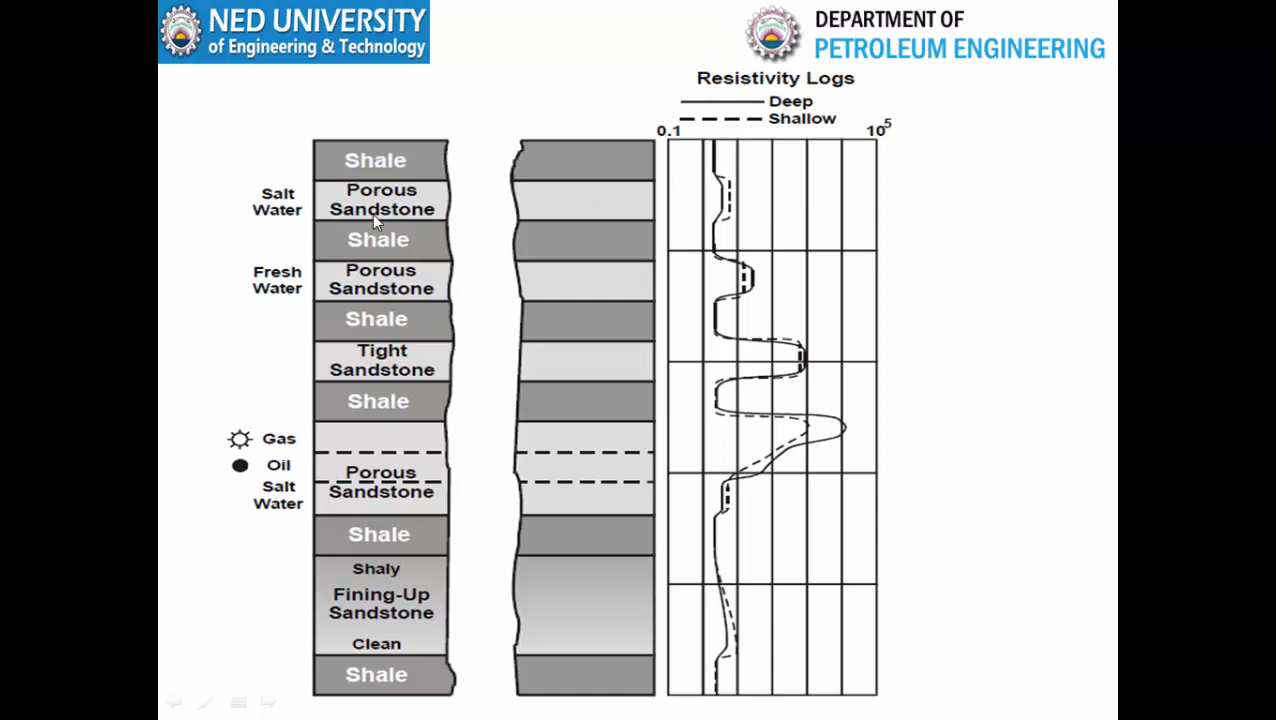 NED UNIVERSITY
of Engineering & Technology
DEPARTMENT OF
PETROLEUM ENGINEERING
Resistivity Logs
Deep
Shallow
0.1
10⁵
Shale
Salt
Water
Porous
Sandstone
Shale
Fresh
Water
Porous
Sandstone
Shale
Tight
Sandstone
Shale
Gas
Oil
Salt
Water
Porous
Sandstone
Shale
Shaly
Fining-Up
Sandstone
Clean
Shale